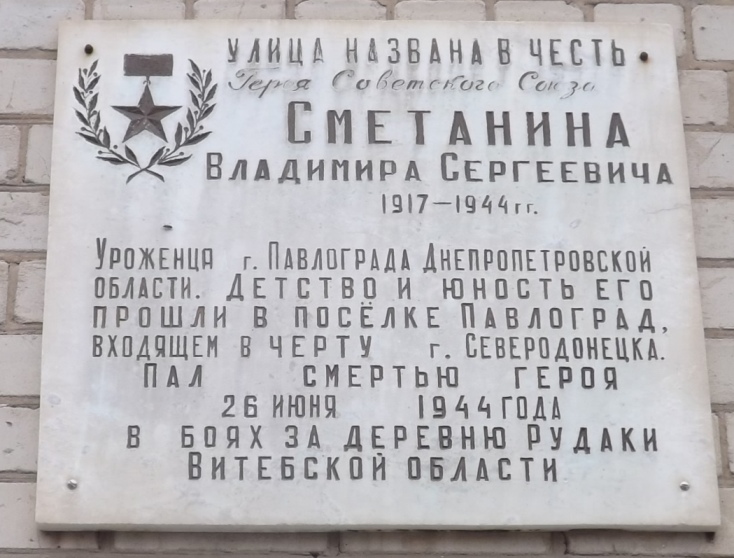 УЛИЦА НАЗВАНА В ЧЕСТЬ
Героя Советского Союза
СМЕТАНИНА
ВЛАДИМИРА СЕРГЕЕВИЧА
1917-1944 гг.
УРОЖЕНЦА г. ПАВЛОГРАДА ДНЕПРОПЕТРОВСКОЙ
ОБЛАСТИ. ДЕТСТВО И ЮНОСТЬ ЕГО
ПРОШЛИ В ПОСЁЛКЕ ПАВЛОГРАД,
ВХОДЯЩЕМ В ЧЕРТУ г. СЕВЕРОДОНЕЦКА.
ПАЛ СМЕРТЬЮ ГЕРОЯ
26 ИЮНЯ 1944 ГОДА
В БОЯХ ЗА ДЕРЕВНЮ РУДАКИ
ВИТЕБСКОЙ ОБЛАСТИ